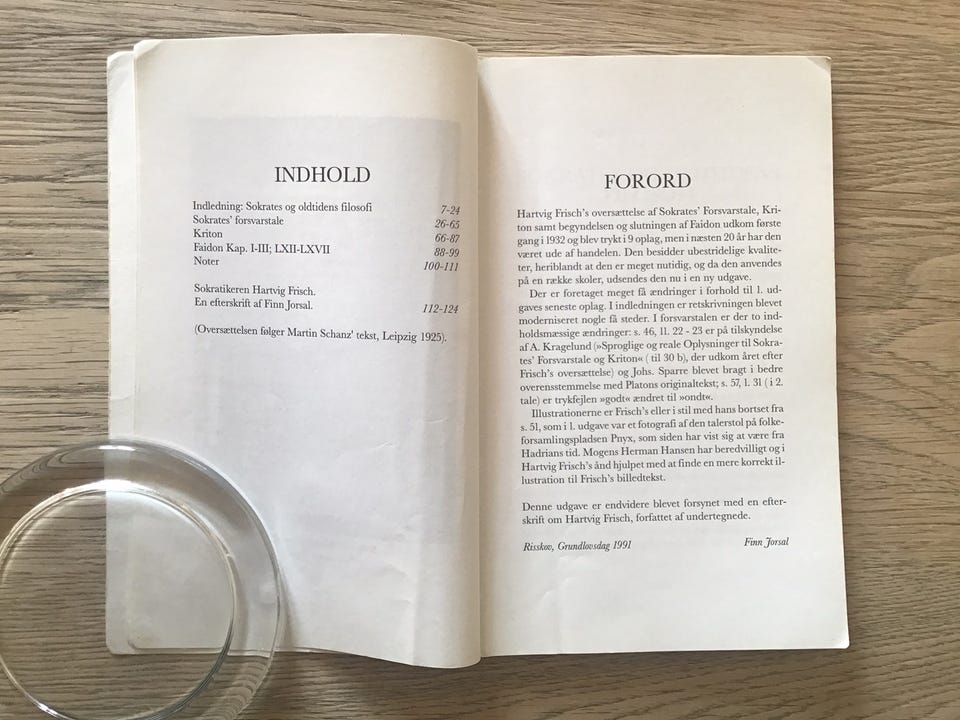 INDHOLD
Indledning: Sokrates og oldtidens filosofi 7-24
Sokrates' forsvarstale 26-65
Kriton 66-87
Faidon Kap. I-III; LXII-LXVII 88-99
Noter 100-111
Sokratikeren Hartvig Frisch.
En efterskrift af Finn Jorsal. 112-124
(Oversættelsen følger Martin Schanz' tekst, Leipzig 1925).
FORORD
Hartvig Frisch's oversættelse af Sokrates' Forsvarstale, Kri-
ton samt begyndelsen og slutningen af Faidon udkom første
gang i 1932 og blev trykt i 9 oplag, men i næsten 20 år har den
været ude af handelen. Den besidder ubestridelige kvalite-
ter, heriblandt at den er meget nutidig, og da den anvendes
på en række skoler, udsendes den nu i en ny udgave.
Der er foretaget meget få ændringer i forhold til 1. ud-
gaves seneste oplag. I indledningen er retskrivningen blevet
moderniseret nogle få steder. I forsvarstalen er der to ind-
holdsmæssige ændringer: s. 46, ll. 22 - 23 er på tilskyndelse
af A. Kragelund (»Sproglige og reale Oplysninger til Sokra-
tes' Forsvarstale og Kriton« ( til 30 b), der udkom året efter
Frisch's oversættelse) og Johs. Sparre blevet bragt i bedre
overensstemmelse med Platons originaltekst; s. 57, l. 31 ( i 2.
tale) er trykfejlen »godt« ændret til »ondt«.
Illustrationerne er Frisch's eller i stil med hans bortset fra
s. 51, som i 1. udgave var et fotografi af den talerstol på folke-
forsamlingspladsen Pnyx, som siden har vist sig at være fra
Hadrians tid. Mogens Herman Hansen har beredvilligt og i
Hartvig Frisch's ånd hjulpet med at finde en mere korrekt il-
lustration til Frisch's billedtekst.
Denne udgave er endvidere blevet forsynet med en efter-
skrift om Hartvig Frisch, forfattet af undertegnede.
Risskov, Grundlovsdag 1991 Finn Jorsal